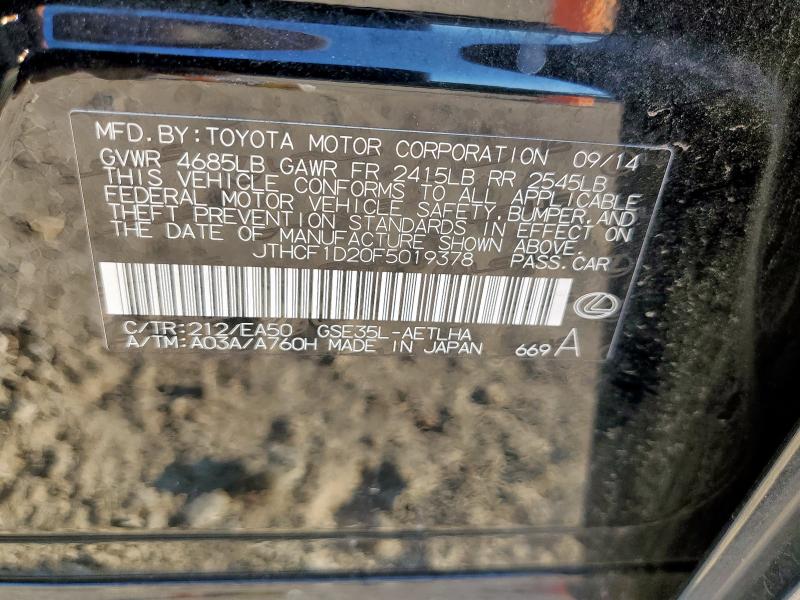 MFD. BY: TOYOTA MOTOR CORPORATION 09/14
GVWR 4685LB GAWR FR 2415LB RR 2545LB
THIS VEHICLE CONFORMS TO ALL APPLICABLE
FEDERAL MOTOR VEHICLE SAFETY, BUMPER, AND
THEFT PREVENTION STANDARDS IN EFFECT ON
THE DATE OF MANUFACTURE SHOWN ABOVE.
JTHCF1D20F5019378 PASS. CAR
C/TR: 212/EA50 GSE35L-AETLHA
A/TM: A03A/A760H MADE IN JAPAN 669 A